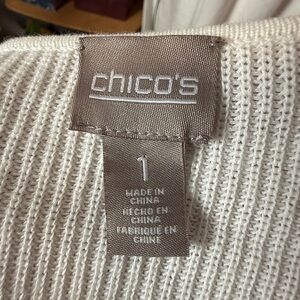 chico's
1
MADE IN
CHINA
HECHO EN
CHINA
FABRIQUÉ EN
CHINE